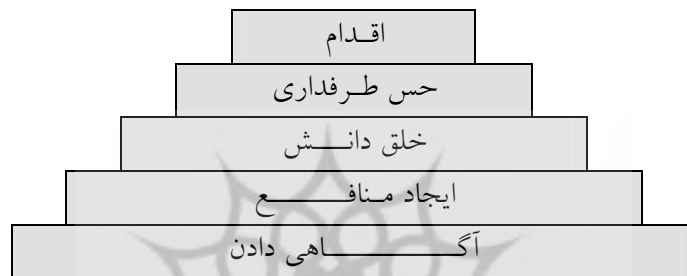 اقدام
حس طرفداری
خلق دانش
ایجاد منافع
آگاهی دادن